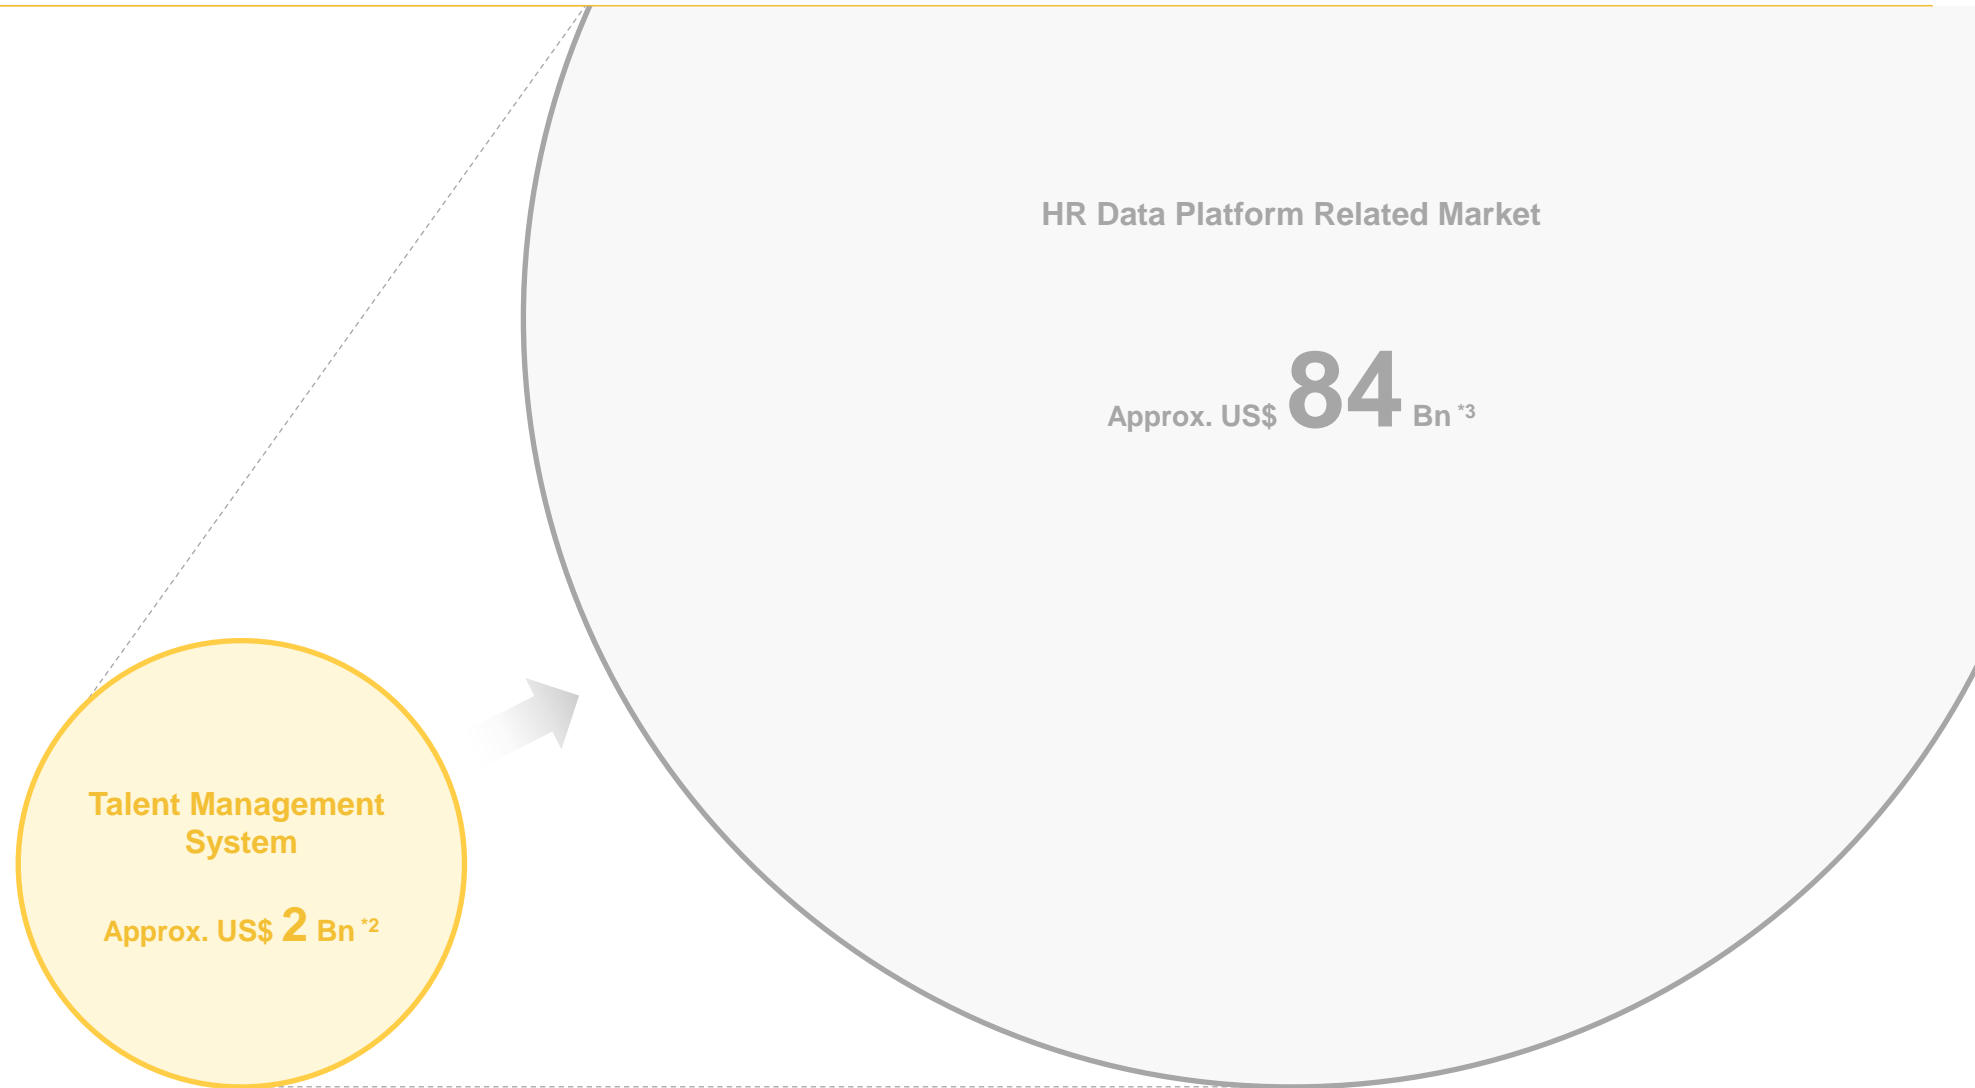 HR Data Platform Related Market
Approx. US$ 84 Bn *3
Talent Management
System
Approx. US$ 2 Bn *2